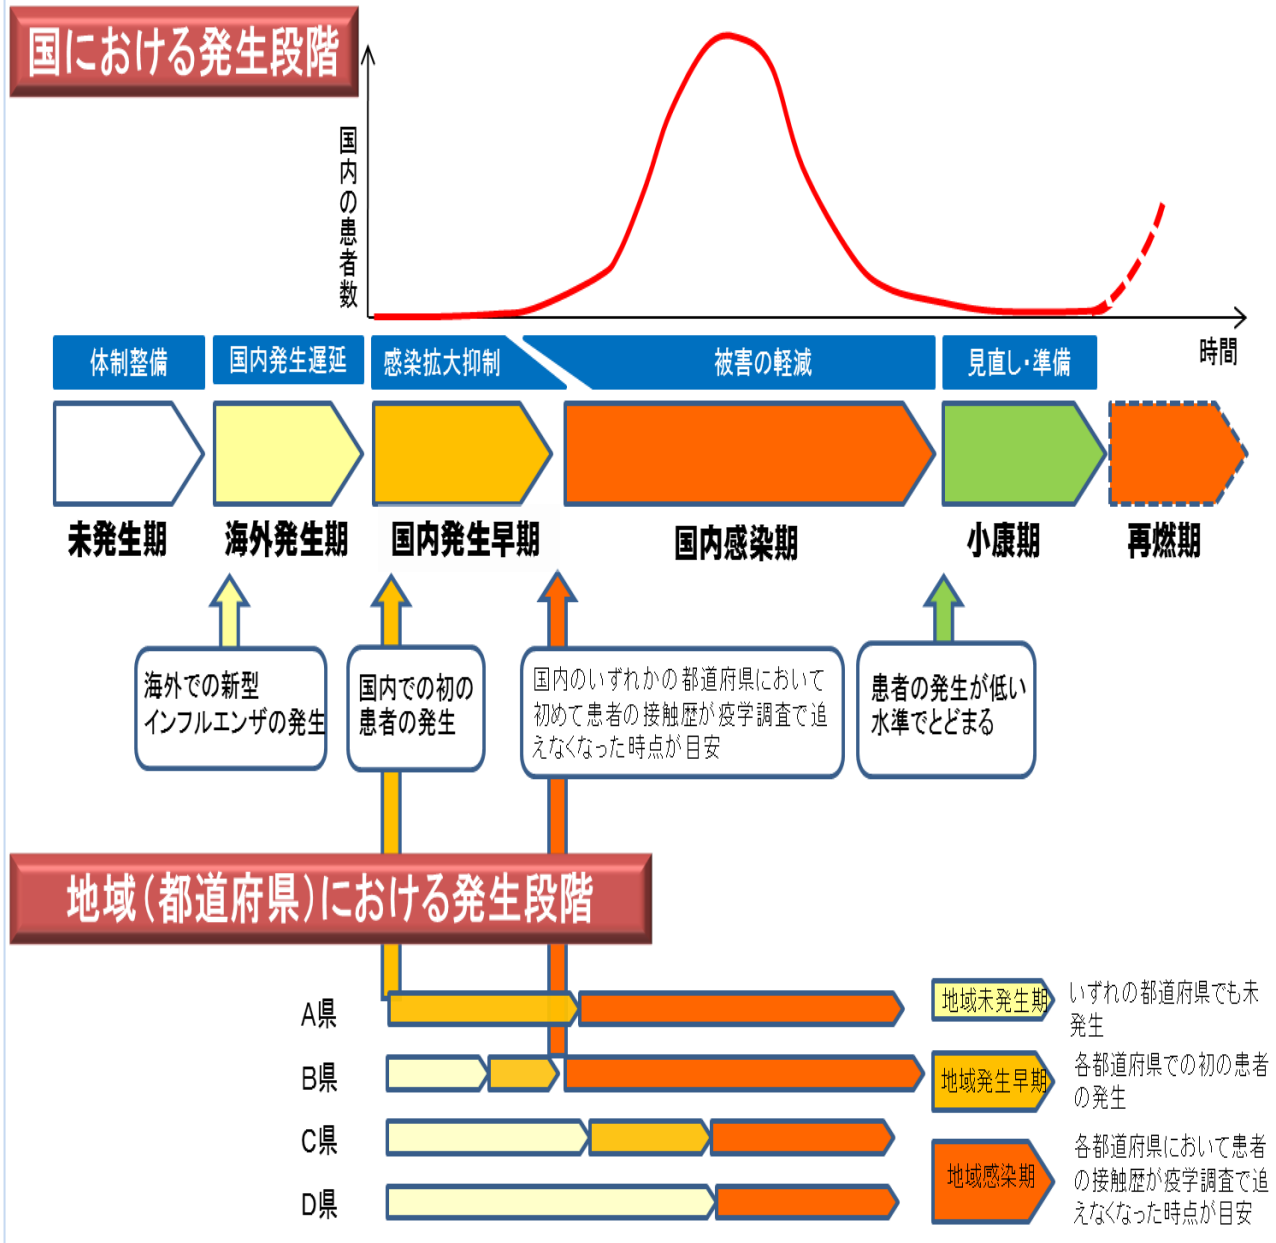 国における発生段階
国内の患者数
時間
体制整備
国内発生遅延
感染拡大抑制
被害の軽減
見直し・準備
未発生期
海外発生期
国内発生早期
国内感染期
小康期
再燃期
海外での新型
インフルエンザの発生
国内での初の
患者の発生
国内のいずれかの都道府県において
初めて患者の接触歴が疫学調査で追
えなくなった時点が目安
患者の発生が低い
水準でとどまる
地域（都道府県）における発生段階
A県
B県
C県
D県
地域未発生期
いずれの都道府県でも未
発生
地域発生早期
各都道府県での初の患者
の発生
地域感染期
各都道府県において患者
の接触歴が疫学調査で追
えなくなった時点が目安